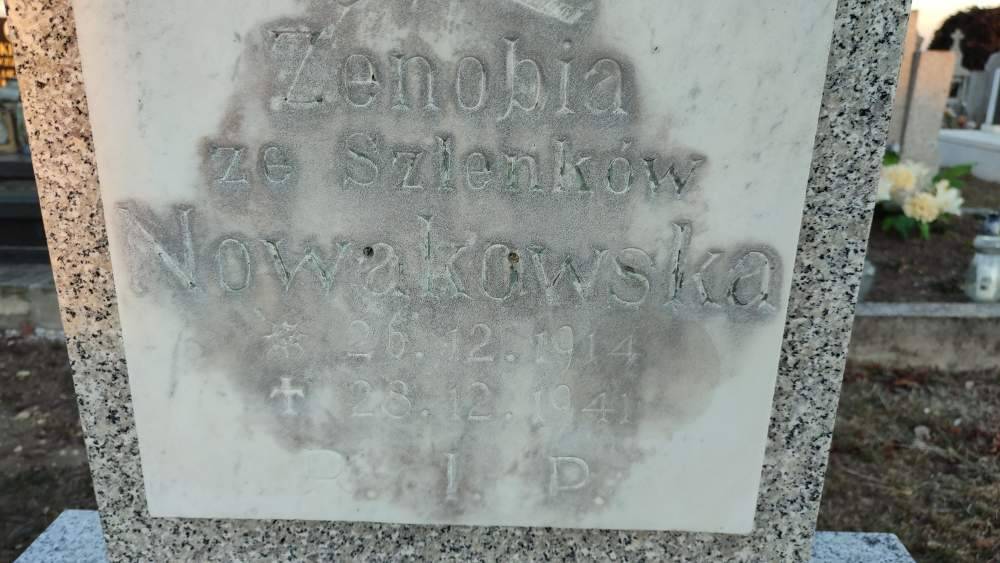 Zenobia
ze Szlenków
Nowakowska
* 26.12.1914
✝ 28.12.1941
R. I. P.